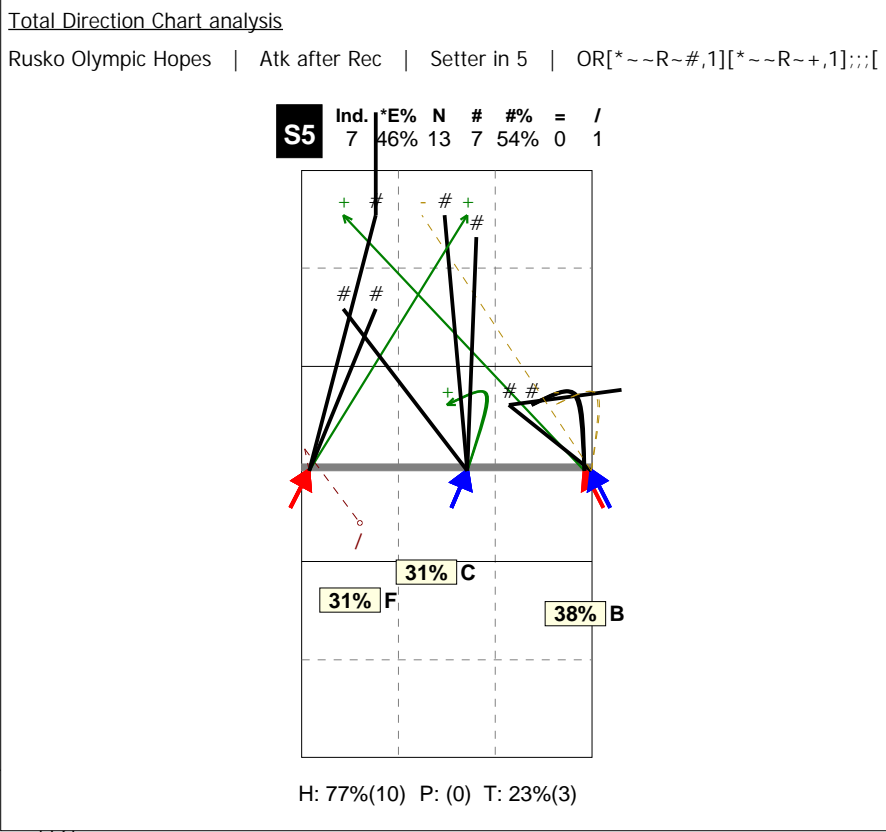 Total Direction Chart analysis
Rusko Olympic Hopes | Atk after Rec | Setter in 5 | OR[*~~R~#,1][*~~R~+,1];;;[
S5
Ind. *E% N # #% = /
7 46% 13 7 54% 0 1
+ # - # +
#
# #
+ # #
/
31% C
31% F
38% B
H: 77%(10) P: (0) T: 23%(3)